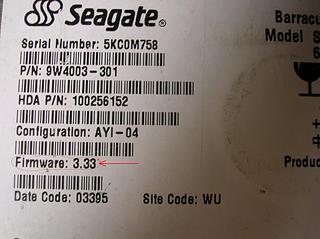 Seagate
Serial Number: 5KC0M758
P/N: 9W4003-301
HDA P/N: 100256152
Configuration: AYI-04
Firmware: 3.33
Date Code: 03395 Site Code: WU
Barracu
Model S
6
Produc